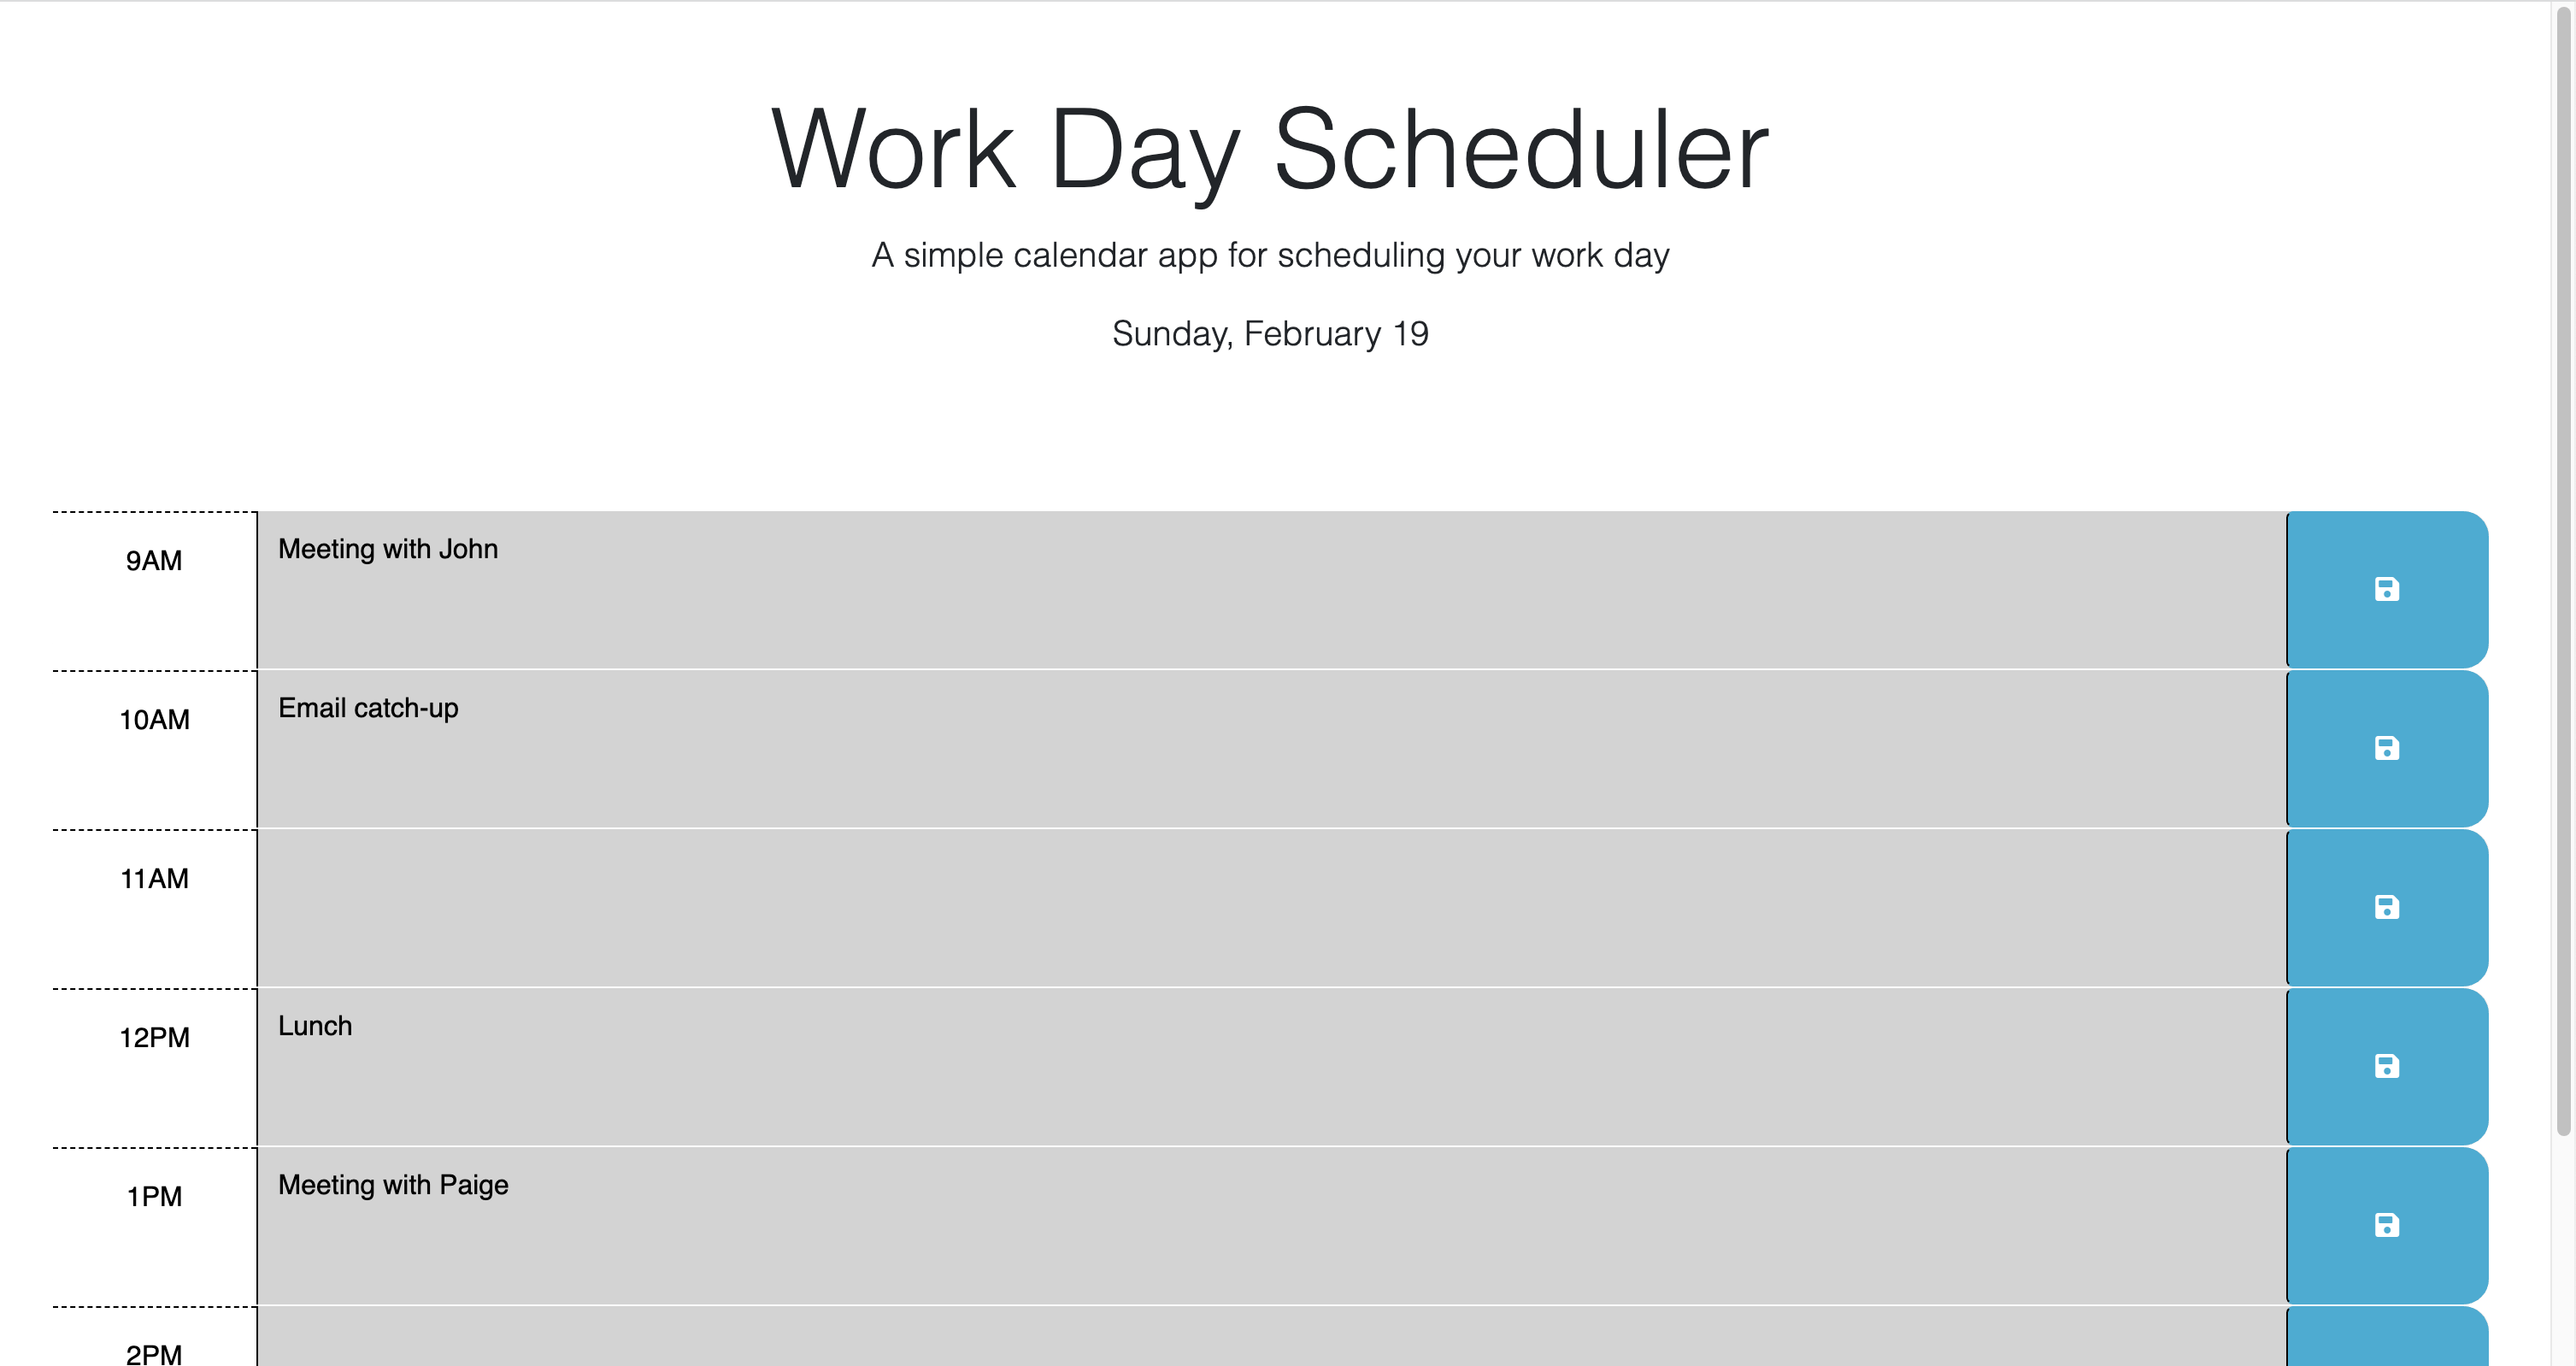 Work Day Scheduler
A simple calendar app for scheduling your work day
Sunday, February 19
9AM
Meeting with John
10AM
Email catch-up
11AM
12PM
Lunch
1PM
Meeting with Paige
2PM